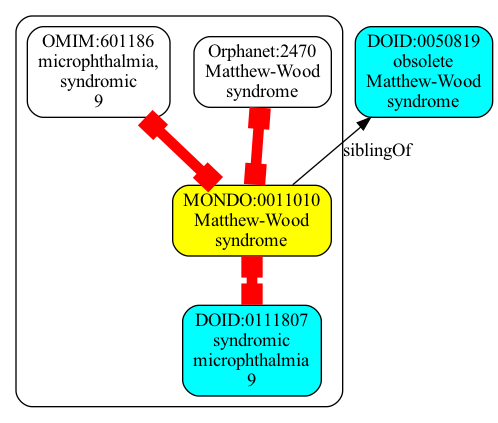 OMIM:601186
microphthalmia,
syndromic
9
Orphanet:2470
Matthew-Wood
syndrome
DOID:0050819
obsolete
Matthew-Wood
syndrome
siblingOf
MONDO:0011010
Matthew-Wood
syndrome
DOID:0111807
syndromic
microphthalmia
9